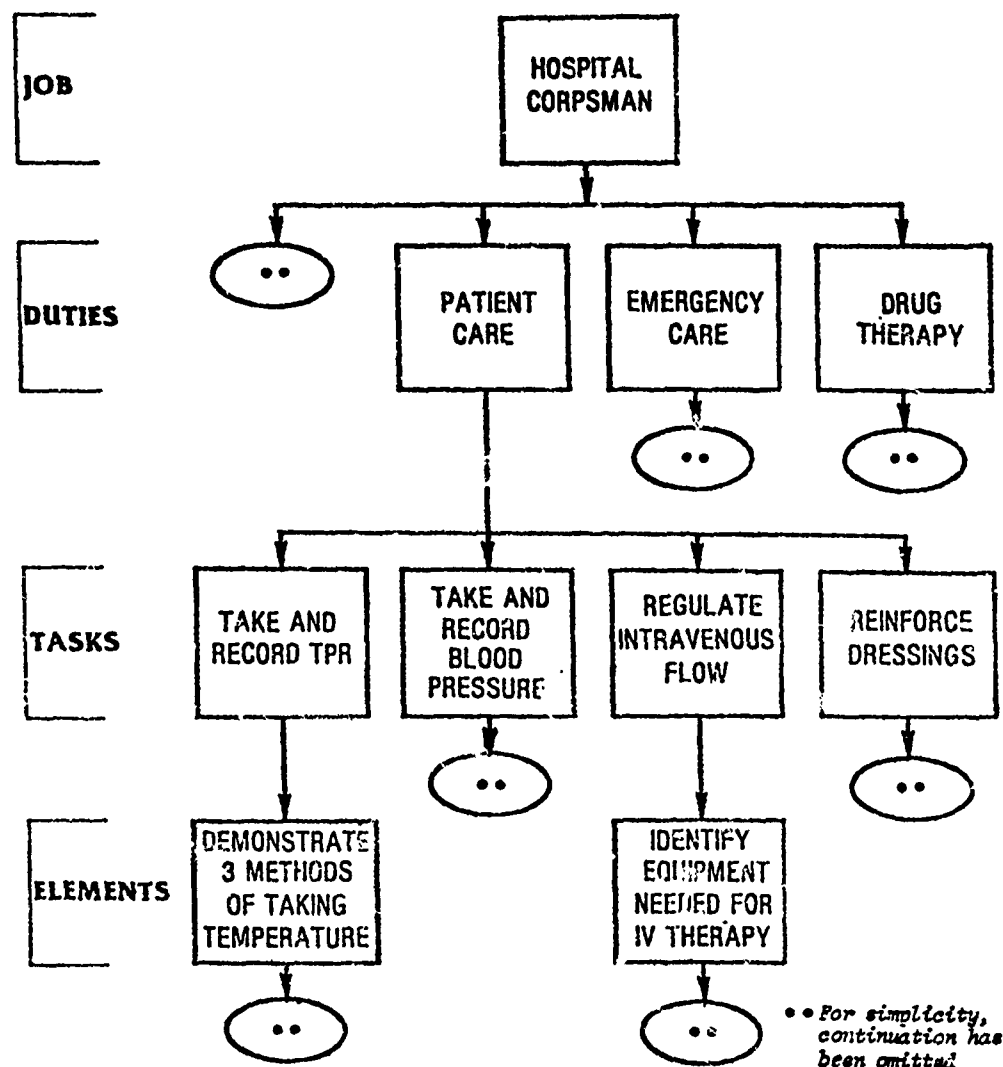 JOB
HOSPITAL
CORPSMAN
DUTIES
PATIENT
CARE
EMERGENCY
CARE
DRUG
THERAPY
TASKS
TAKE AND
RECORD TPR
TAKE AND
RECORD
BLOOD
PRESSURE
REGULATE
INTRAVENOUS
FLOW
REINFORCE
DRESSINGS
ELEMENTS
DEMONSTRATE
3 METHODS
OF TAKING
TEMPERATURE
IDENTIFY
EQUIPMENT
NEEDED FOR
IV THERAPY
•• For simplicity,
continuation has
been omitted